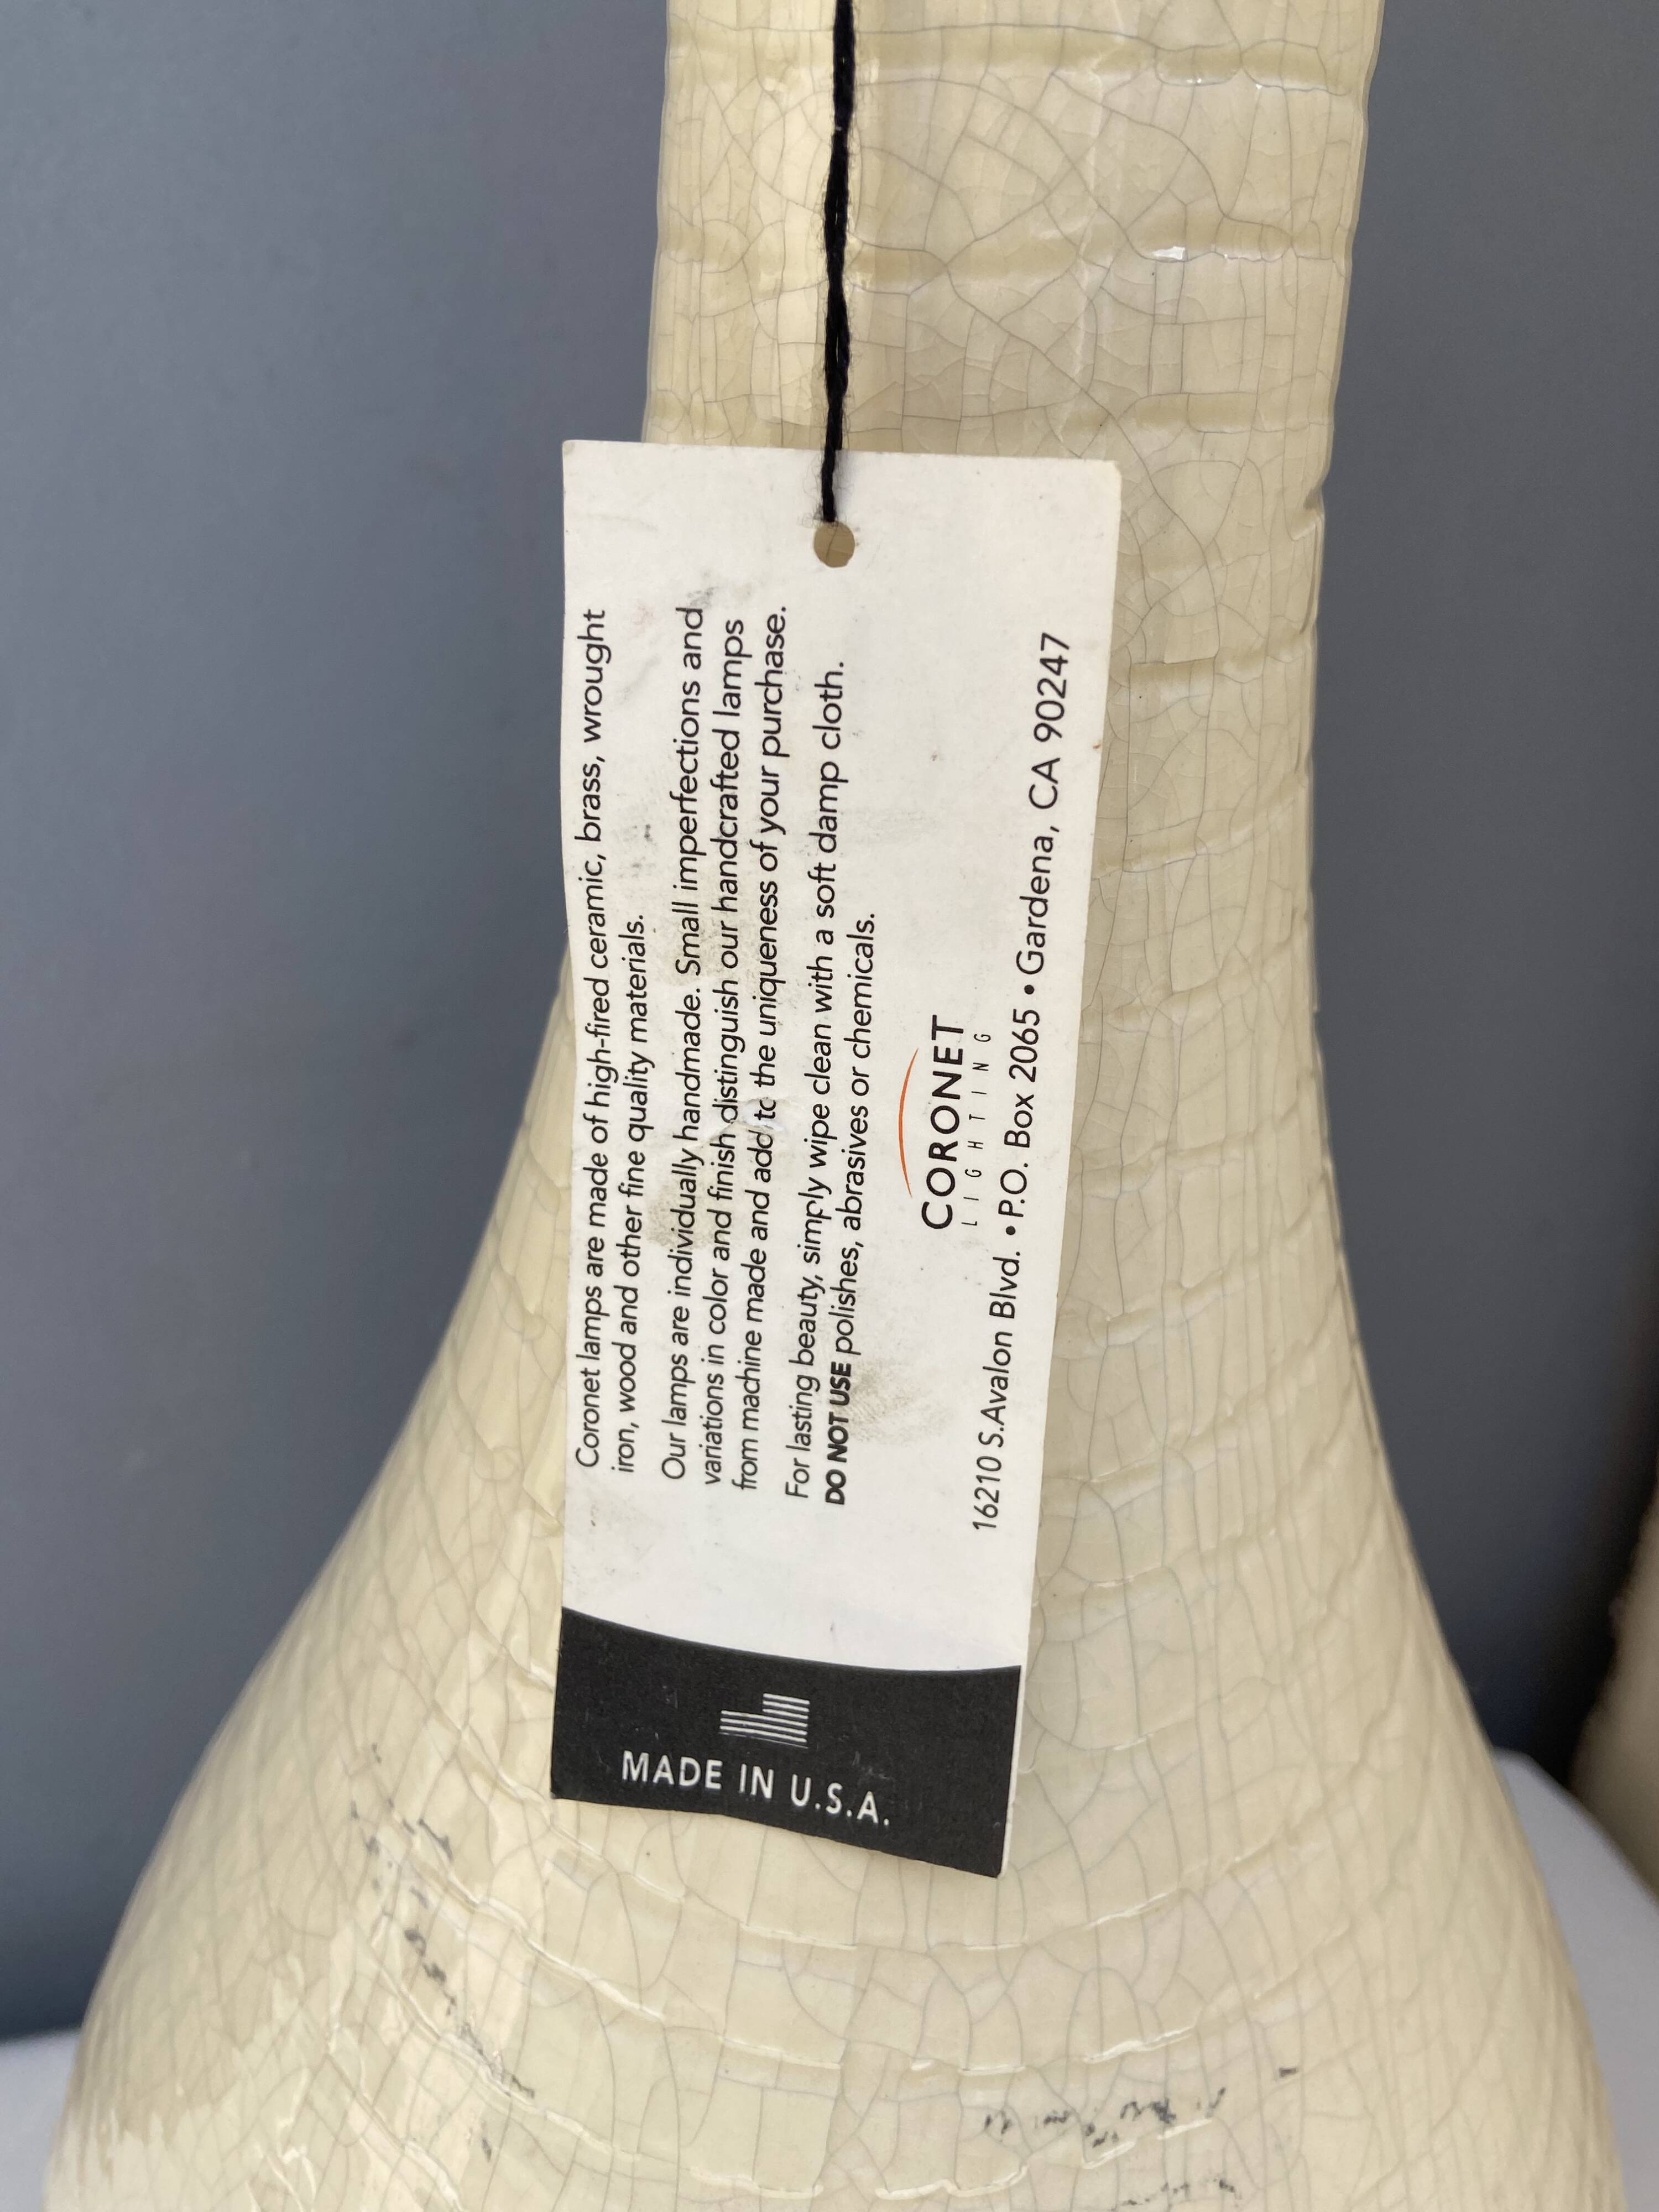 Coronet lamps are made of high-fired ceramic, brass, wrought
iron, wood and other fine quality materials.
Our lamps are individually handmade. Small imperfections and
variations in color and finish distinguish our handcrafted lamps
from machine made and add to the uniqueness of your purchase.
For lasting beauty, simply wipe clean with a soft damp cloth.
DO NOT USE polishes, abrasives or chemicals.
CORONET
LIGHTING
16210 S. Avalon Blvd. • P.O. Box 2065 • Gardena, CA 90247
MADE IN U.S.A.